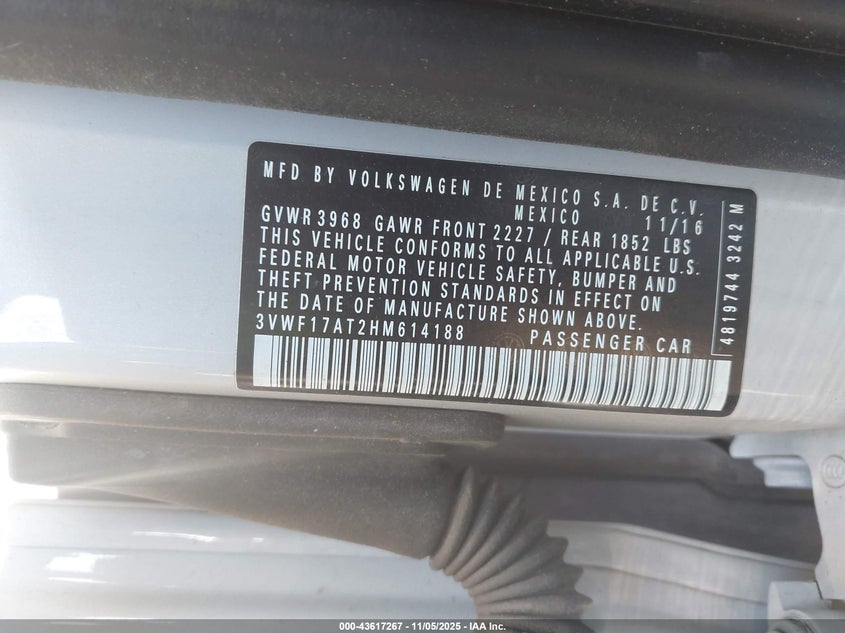 MFD BY VOLKSWAGEN DE MEXICO S.A. DE C.V.
MEXICO 11/16
GVWR 3968 GAWR FRONT 2227 / REAR 1852 LBS
THIS VEHICLE CONFORMS TO ALL APPLICABLE U.S.
FEDERAL MOTOR VEHICLE SAFETY, BUMPER AND
THEFT PREVENTION STANDARDS IN EFFECT ON
THE DATE OF MANUFACTURE SHOWN ABOVE.
3VWF17AT2HM614188 PASSENGER CAR
4819744 3242 M
000-43617267 - 11/05/2025 - IAA Inc.